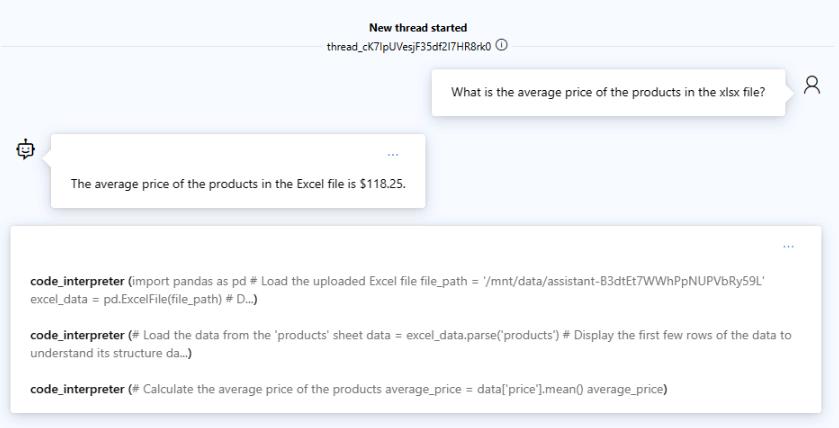 New thread started
thread_cK7IpUVesjF35df2I7HR8rk0
What is the average price of the products in the xlsx file?
...
The average price of the products in the Excel file is $118.25.
...
code_interpreter (import pandas as pd # Load the uploaded Excel file file_path = '/mnt/data/assistant-B3dtEt7WWhPpNUPVbRy59L'
excel_data = pd.ExcelFile(file_path) # D...)
code_interpreter (# Load the data from the 'products' sheet data = excel_data.parse('products') # Display the first few rows of the data to
understand its structure da...)
code_interpreter (# Calculate the average price of the products average_price = data['price'].mean() average_price)